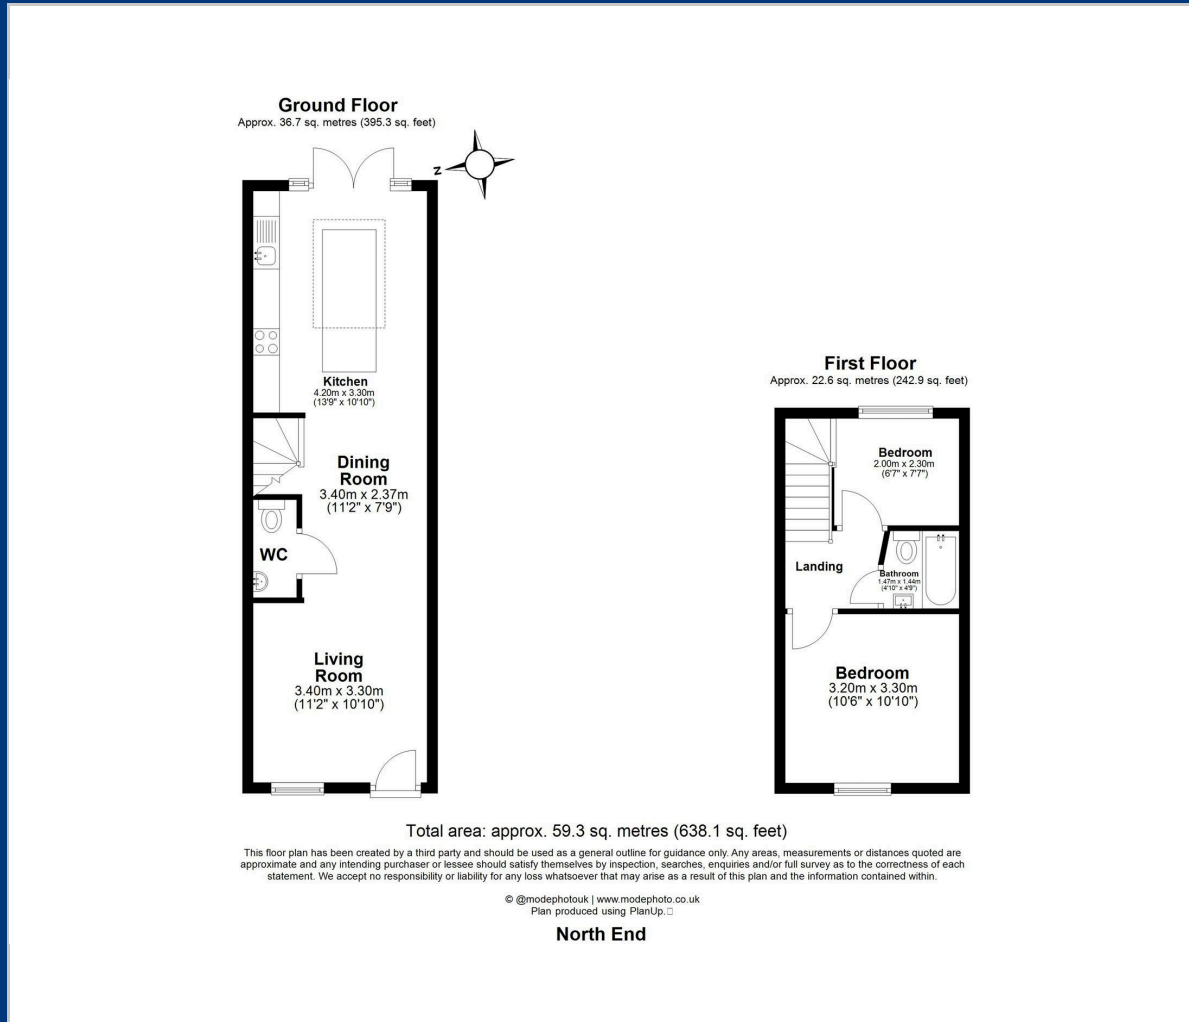 Ground Floor
Approx. 36.7 sq. metres (395.3 sq. feet)
Z
Kitchen
4.20m x 3.30m
(13'9" x 10'10")
Dining
Room
3.40m x 2.37m
(11'2" x 7'9")
WC
Living
Room
3.40m x 3.30m
(11'2" x 10'10")
First Floor
Approx. 22.6 sq. metres (242.9 sq. feet)
Bedroom
2.00m x 2.30m
(6'7" x 7'7")
Landing
Bathroom
1.47m x 1.44m
(4'10" x 4'9")
Bedroom
3.20m x 3.30m
(10'6" x 10'10")
Total area: approx. 59.3 sq. metres (638.1 sq. feet)
This floor plan has been created by a third party and should be used as a general outline for guidance only. Any areas, measurements or distances quoted are
approximate and any intending purchaser or lessee should satisfy themselves by inspection, searches, enquiries and/or full survey as to the correctness of each
statement. We accept no responsibility or liability for any loss whatsoever that may arise as a result of this plan and the information contained within.
© @modephotouk | www.modephoto.co.uk
Plan produced using PlanUp.
North End